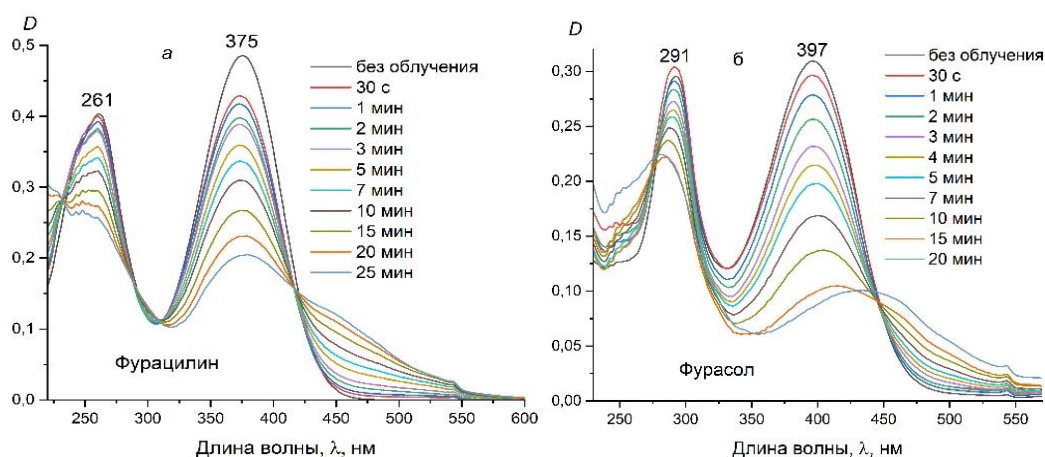 D
а
375
0,5
261
0,4
0,3
0,2
0,1
0,0
без облучения
30 с
1 мин
2 мин
3 мин
5 мин
7 мин
10 мин
15 мин
20 мин
25 мин
Фурацилин
250 300 350 400 450 500 550 600
Длина волны, λ, нм
D
б
291
397
0,30
0,25
0,20
0,15
0,10
0,05
0,00
без облучения
30 с
1 мин
2 мин
3 мин
4 мин
5 мин
7 мин
10 мин
15 мин
20 мин
Фурасол
250 300 350 400 450 500 550
Длина волны, λ, нм